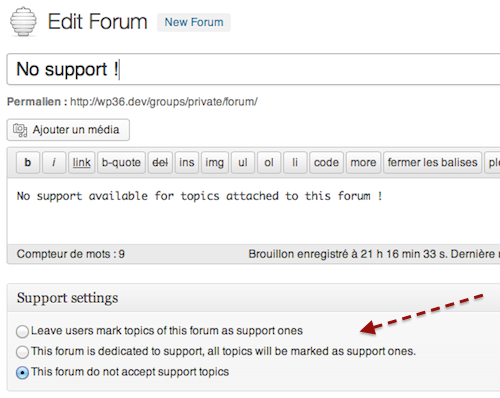 Edit Forum New Forum
No support !
Permalien : http://wp36.dev/groups/private/forum/
Ajouter un média
b i link b-quote del ins img ul ol li code more fermer les balises
No support available for topics attached to this forum !
Compteur de mots : 9 Brouillon enregistré à 21 h 16 min 33 s. Dernière
Support settings
Leave users mark topics of this forum as support ones
This forum is dedicated to support, all topics will be marked as support ones.
This forum do not accept support topics